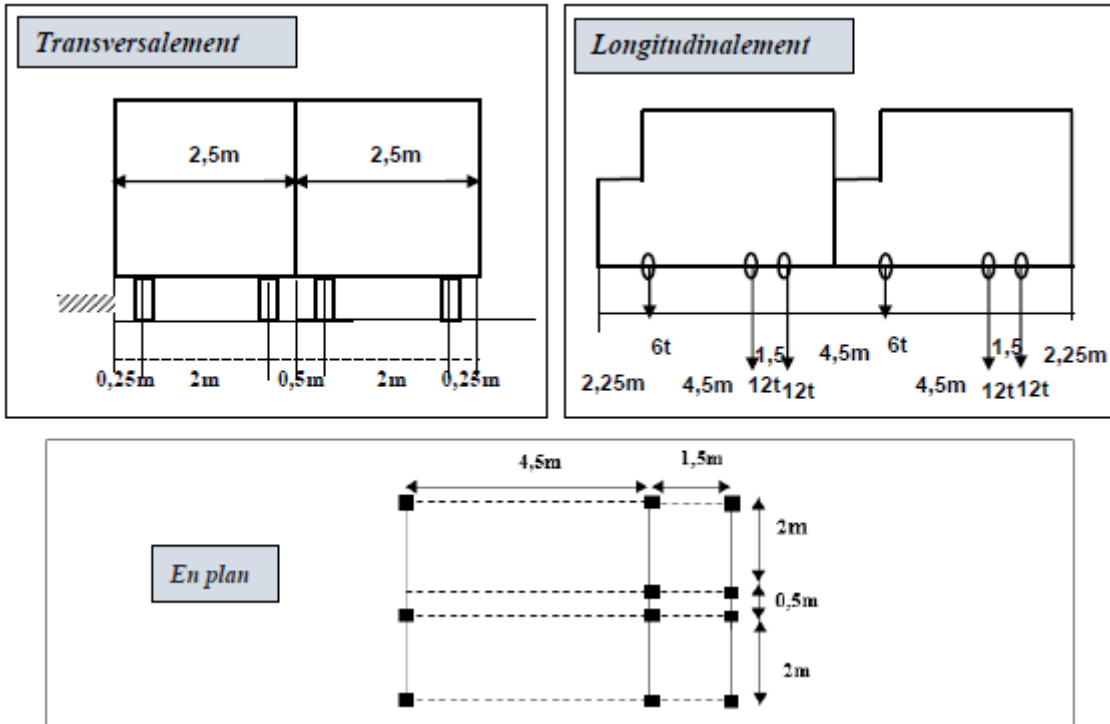 Transversalement
2,5m 2,5m
0,25m 2m 0,5m 2m 0,25m
Longitudinalement
6t 1,5 4,5m 6t 1,5 2,25m
2,25m 4,5m 12t 12t 4,5m 12t 12t
En plan
4,5m 1,5m
2m
0,5m
2m